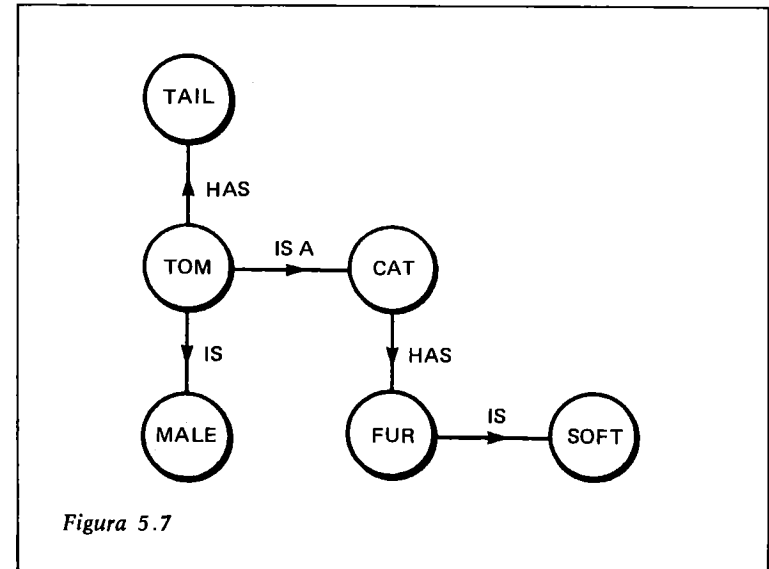 TAIL
HAS
TOM
IS A
CAT
IS
HAS
MALE
FUR
IS
SOFT
Figura 5.7